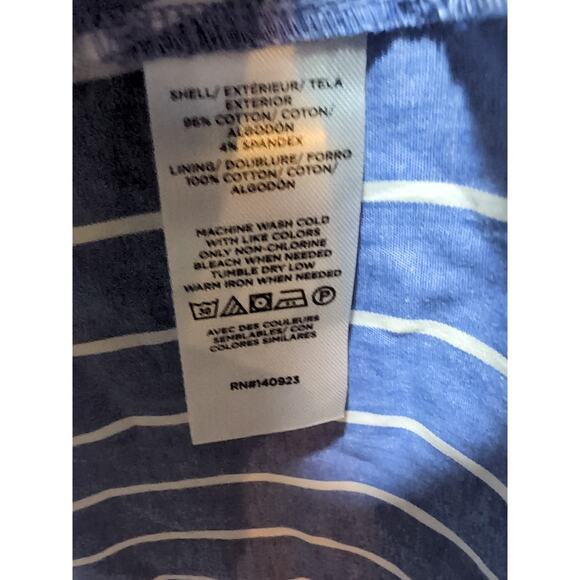 SHELL/ EXTÉRIEUR/ TELA
EXTERIOR
96% COTTON/ COTON/
ALGODÓN
4% SPANDEX
LINING/ DOUBLURE/ FORRO
100% COTTON/ COTON/
ALGODÓN
MACHINE WASH COLD
WITH LIKE COLORS
ONLY NON-CHLORINE
BLEACH WHEN NEEDED
TUMBLE DRY LOW
WARM IRON WHEN NEEDED
30 P
AVEC DES COULEURS
SEMBLABLES/ CON
COLORES SIMILARES
RN#140923